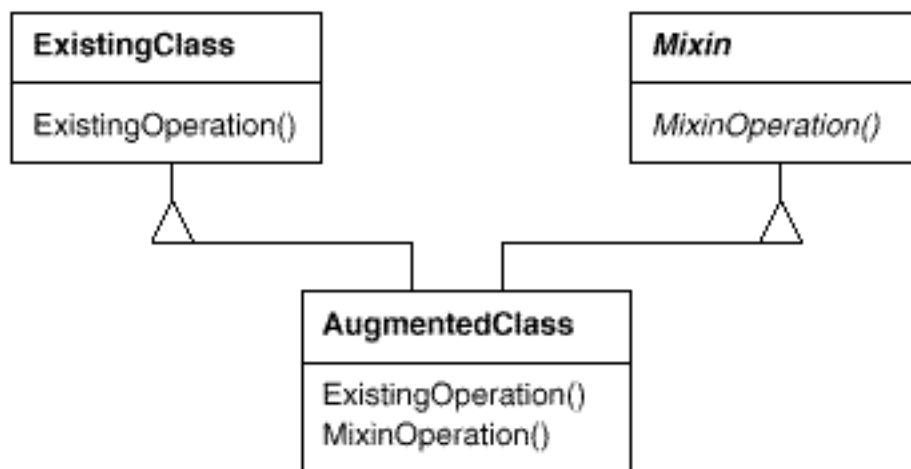 ExistingClass
ExistingOperation()
Mixin
MixinOperation()
AugmentedClass
ExistingOperation()
MixinOperation()